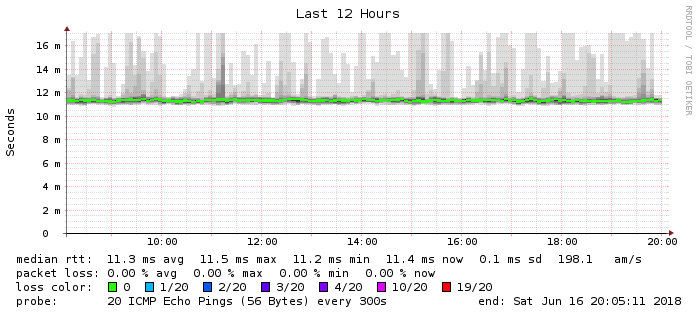 Last 12 Hours
RRDTOOL / TOBI OETIKER
Seconds
16 m
14 m
12 m
10 m
8 m
6 m
4 m
2 m
0
10:00 12:00 14:00 16:00 18:00 20:00
median rtt: 11.3 ms avg 11.5 ms max 11.2 ms min 11.4 ms now 0.1 ms sd 198.1 am/s
packet loss: 0.00 % avg 0.00 % max 0.00 % min 0.00 % now
loss color: 0 1/20 2/20 3/20 4/20 10/20 19/20
probe: 20 ICMP Echo Pings (56 Bytes) every 300s end: Sat Jun 16 20:05:11 2018